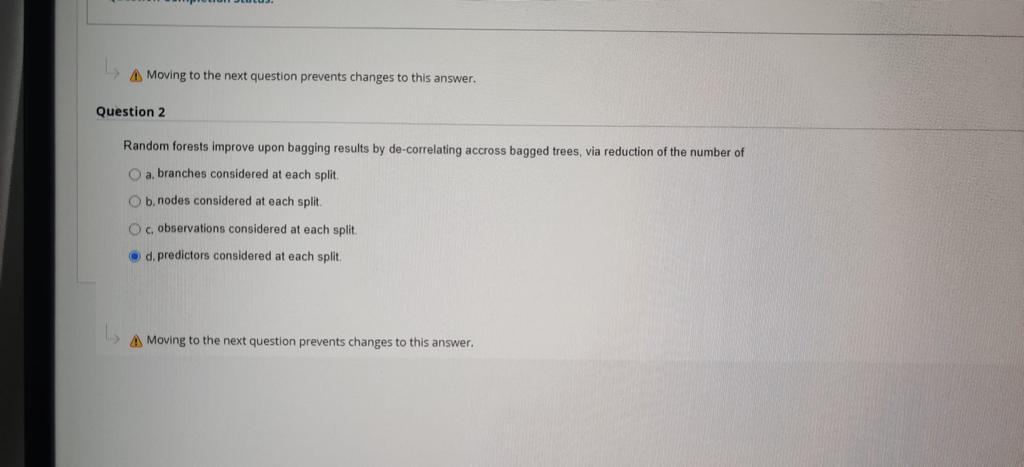 Moving to the next question prevents changes to this answer.
Question 2
Random forests improve upon bagging results by de-correlating accross bagged trees, via reduction of the number of
a. branches considered at each split.
b. nodes considered at each split.
c. observations considered at each split.
d. predictors considered at each split.
Moving to the next question prevents changes to this answer.